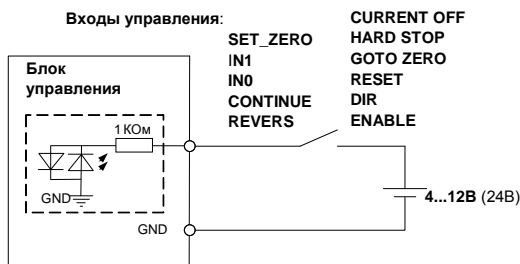 Входы управления:
SET_ZERO
IN1
IN0
CONTINUE
REVERS
CURRENT OFF
HARD STOP
GOTO ZERO
RESET
DIR
ENABLE
Блок
управления
1 КОм
GND
GND
4...12В (24В)